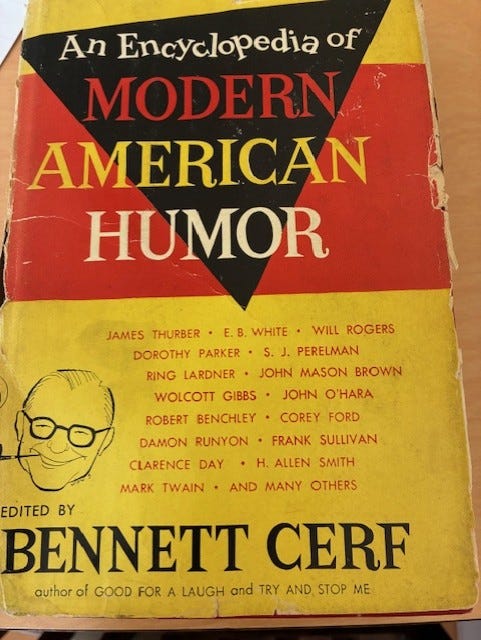 An Encyclopedia of
MODERN
AMERICAN
HUMOR
JAMES THURBER • E. B. WHITE • WILL ROGERS
DOROTHY PARKER • S. J. PERELMAN
RING LARDNER • JOHN MASON BROWN
WOLCOTT GIBBS • JOHN O'HARA
ROBERT BENCHLEY • COREY FORD
DAMON RUNYON • FRANK SULLIVAN
CLARENCE DAY • H. ALLEN SMITH
MARK TWAIN • AND MANY OTHERS
EDITED BY
BENNETT CERF
author of GOOD FOR A LAUGH and TRY AND STOP ME